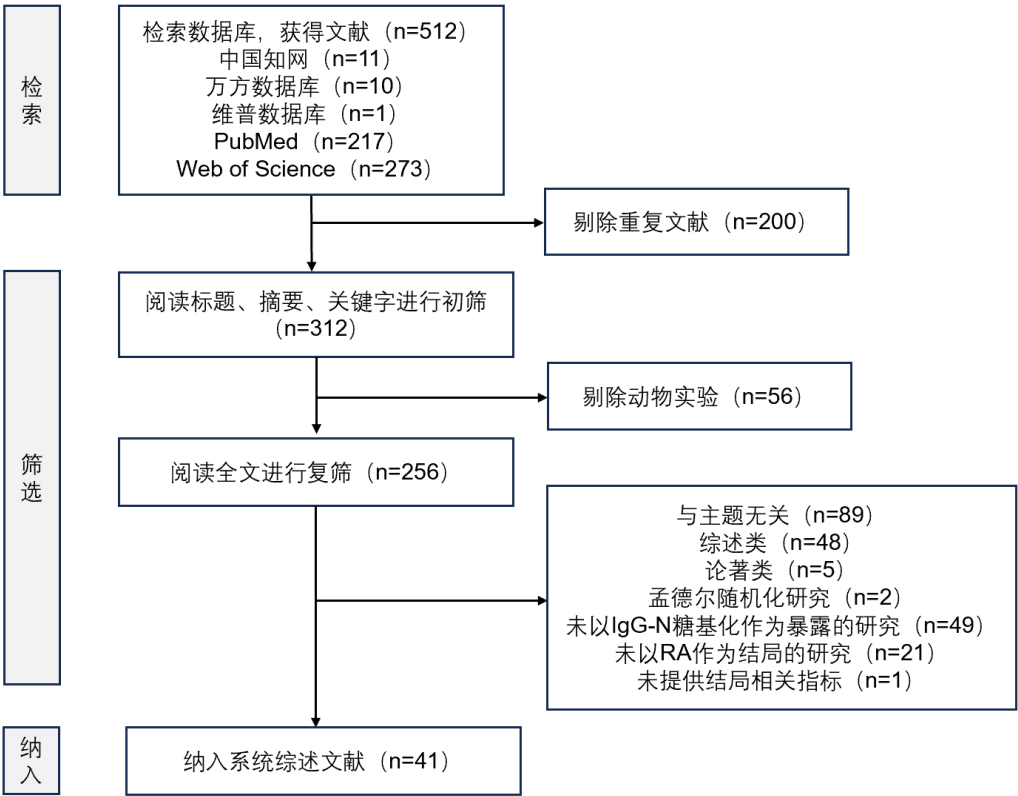 检索
检索数据库，获得文献（n=512）
中国知网（n=11）
万方数据库（n=10）
维普数据库（n=1）
PubMed（n=217）
Web of Science（n=273）
剔除重复文献（n=200）
筛选
阅读标题、摘要、关键字进行初筛
（n=312）
剔除动物实验（n=56）
阅读全文进行复筛（n=256）
与主题无关（n=89）
综述类（n=48）
论著类（n=5）
孟德尔随机化研究（n=2）
未以IgG-N糖基化作为暴露的研究（n=49）
未以RA作为结局的研究（n=21）
未提供结局相关指标（n=1）
纳入
纳入系统综述文献（n=41）